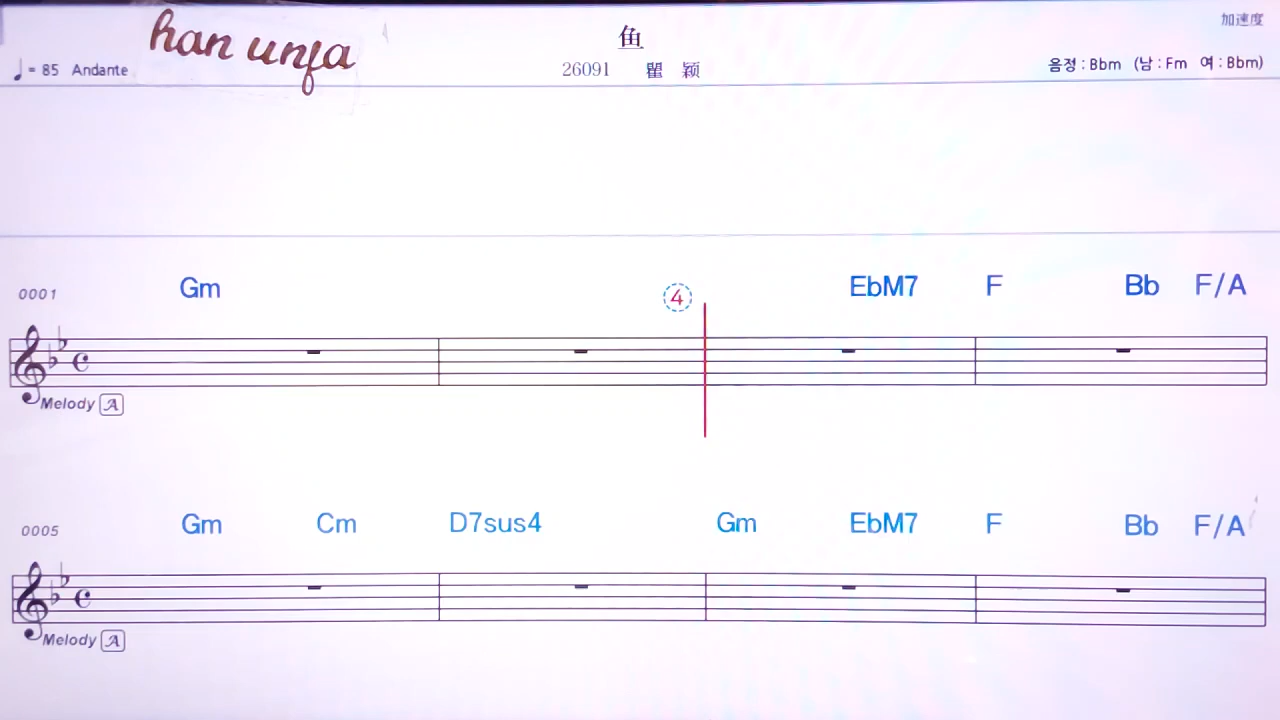 加速度
han unfa
鱼
♩ = 85 Andante
26091 瞿 颖
음정 : Bbm (남 : Fm 여 : Bbm)
0001 Gm ④ EbM7 F Bb F/A
Melody A
0005 Gm Cm D7sus4 Gm EbM7 F Bb F/A
Melody A